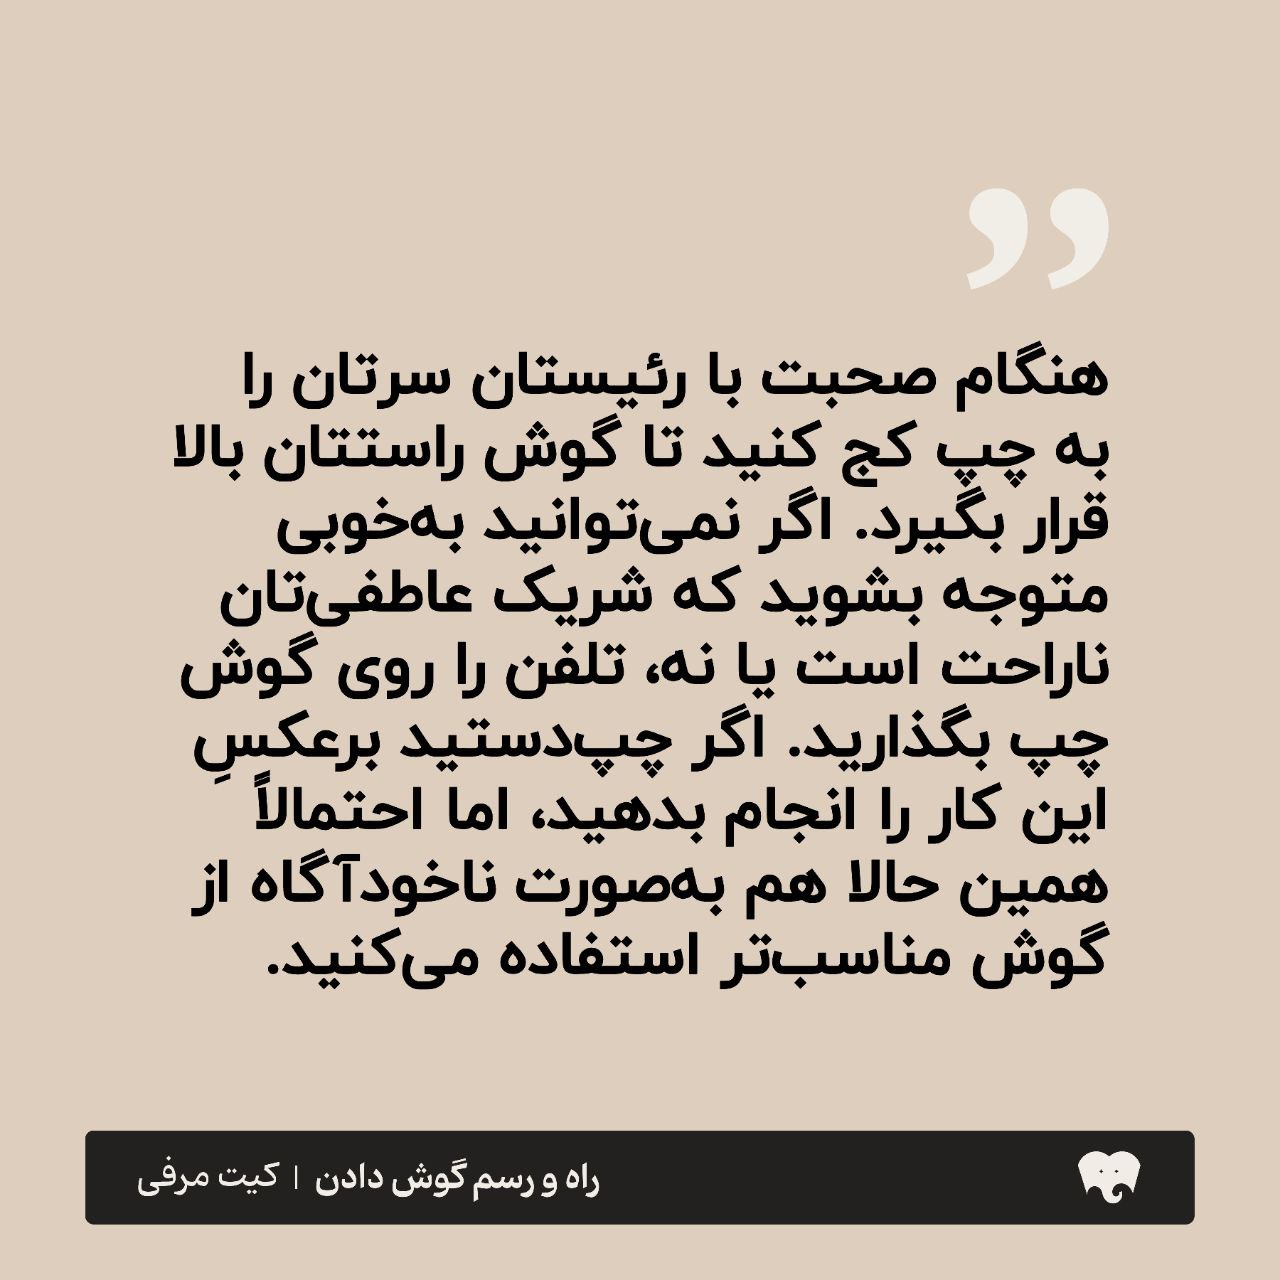 ”
هنگام صحبت با رئیستان سرتان را
به چپ کج کنید تا گوش راستتان بالا
قرار بگیرد. اگر نمی‌توانید به‌خوبی
متوجه بشوید که شریک عاطفی‌تان
ناراحت است یا نه، تلفن را روی گوش
چپ بگذارید. اگر چپ‌دستید برعکسِ
این کار را انجام بدهید، اما احتمالاً
همین حالا هم به‌صورت ناخودآگاه از
گوش مناسب‌تر استفاده می‌کنید.
راه و رسم گوش دادن | کیت مرفی